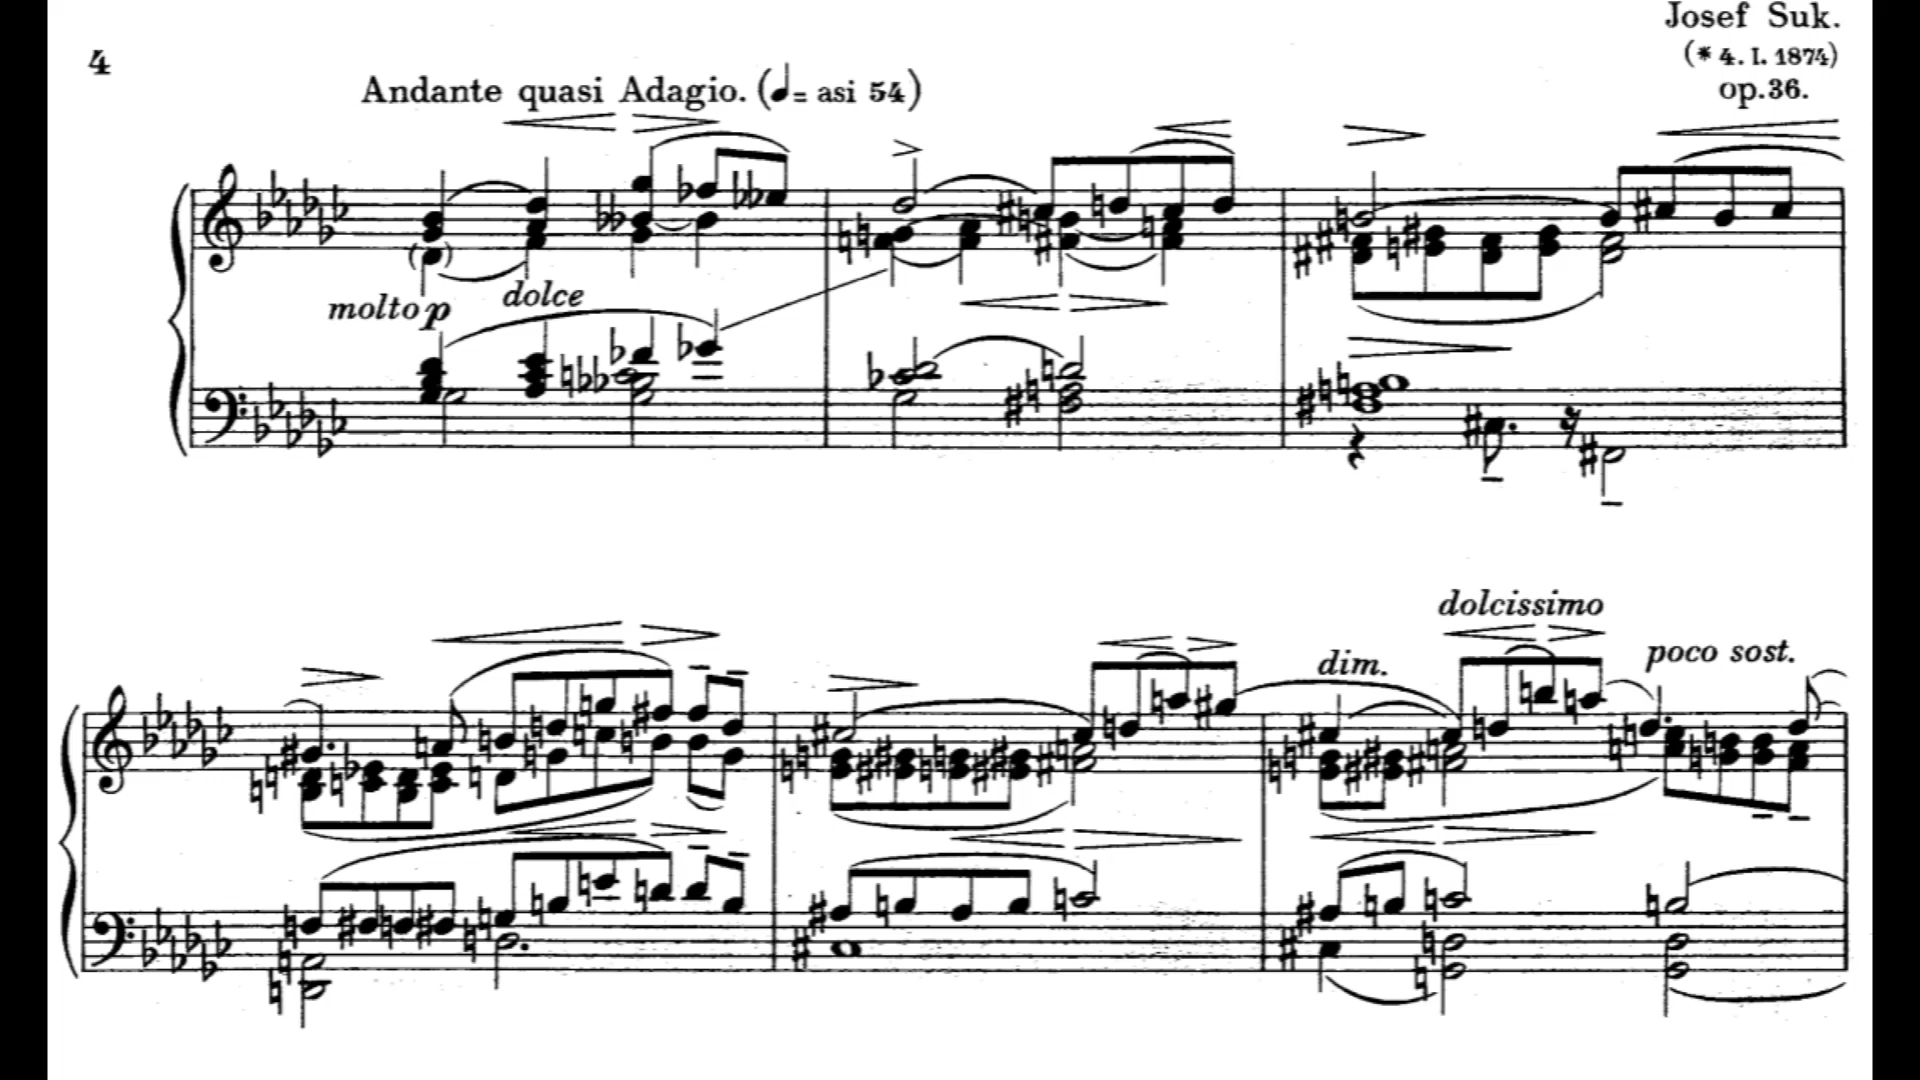 Josef Suk.
(* 4. I. 1874)
op.36.
4
Andante quasi Adagio. (♩= asi 54)
molto p
dolce
dolcissimo
dim.
poco sost.